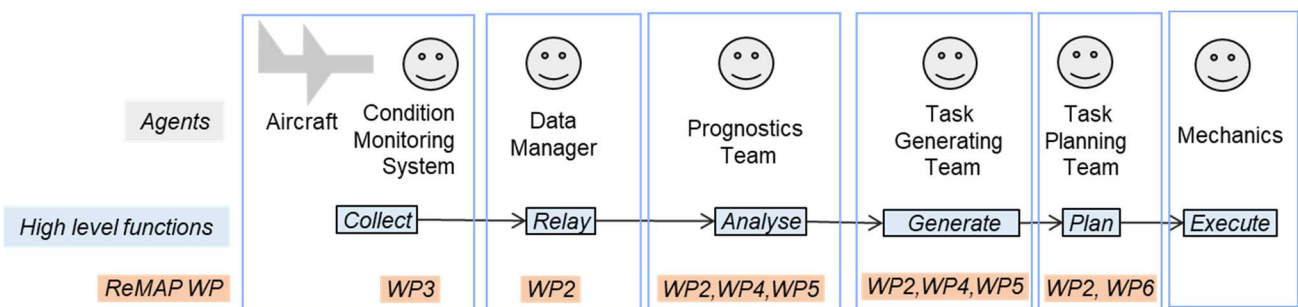 Agents
Aircraft
Condition
Monitoring
System
Data
Manager
Prognostics
Team
Task
Generating
Team
Task
Planning
Team
Mechanics
High level functions
Collect
Relay
Analyse
Generate
Plan
Execute
ReMAP WP
WP3
WP2
WP2,WP4,WP5
WP2,WP4,WP5
WP2, WP6